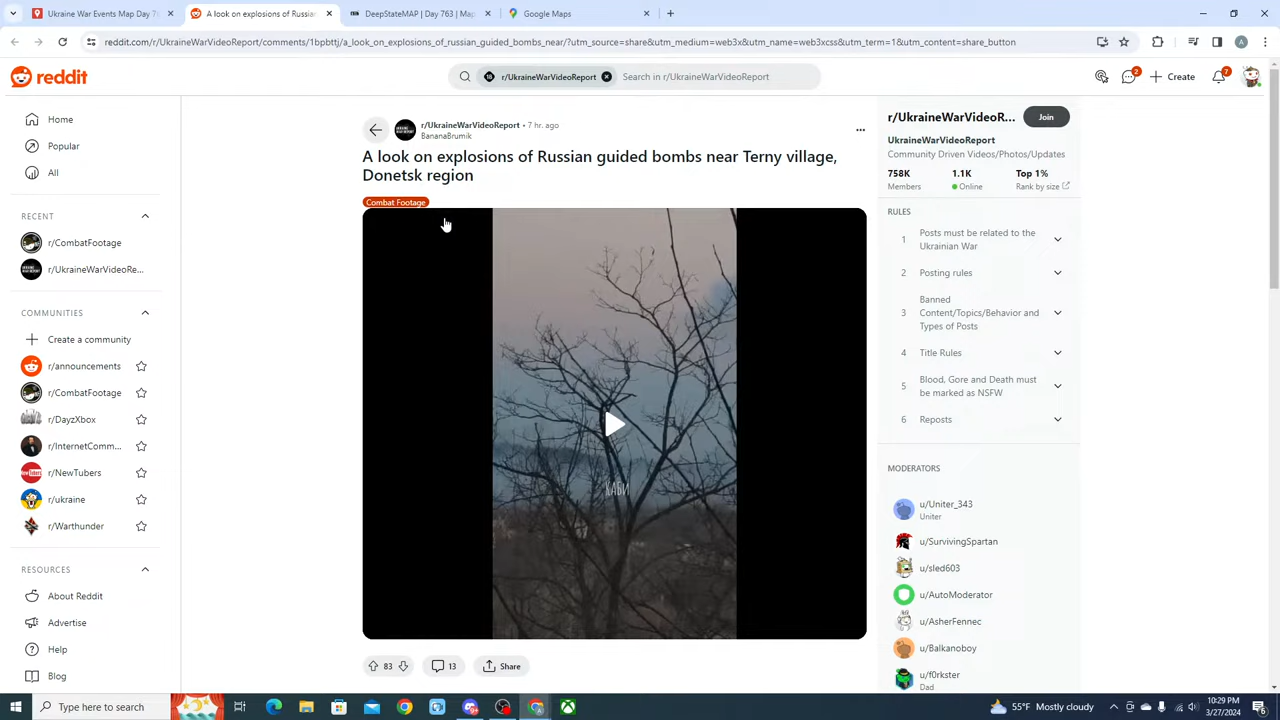 Ukraine War Events Map Day 7
A look on explosions of Russian
DeepStateMAP | Day 763 | Map
Google Maps
reddit.com/r/UkraineWarVideoReport/comments/1bpbttj/a_look_on_explosions_of_russian_guided_bombs_near/?utm_source=share&utm_medium=web3x&utm_name=web3xcss&utm_term=1&utm_content=share_button
reddit
r/UkraineWarVideoReport
Search in r/UkraineWarVideoReport
2
Create
7
Home
Popular
All
RECENT
r/CombatFootage
r/UkraineWarVideoRe...
COMMUNITIES
Create a community
r/announcements
r/CombatFootage
r/DayzXbox
r/InternetComm...
r/NewTubers
r/ukraine
r/Warthunder
RESOURCES
About Reddit
Advertise
Help
Blog
r/UkraineWarVideoReport • 7 hr. ago
BananaBrumik
A look on explosions of Russian guided bombs near Terny village,
Donetsk region
Combat Footage
КАБИ
83
13
Share
r/UkraineWarVideoR...
Join
UkraineWarVideoReport
Community Driven Videos/Photos/Updates
758K 1.1K Top 1%
Members Online Rank by size
RULES
1 Posts must be related to the
Ukrainian War
2 Posting rules
3 Banned
Content/Topics/Behavior and
Types of Posts
4 Title Rules
5 Blood, Gore and Death must
be marked as NSFW
6 Reposts
MODERATORS
u/Uniter_343
Uniter
u/SurvivingSpartan
u/sled603
u/AutoModerator
u/AsherFennec
u/Balkanoboy
u/f0rkster
Dad
Type here to search
55°F Mostly cloudy
10:29 PM
3/27/2024